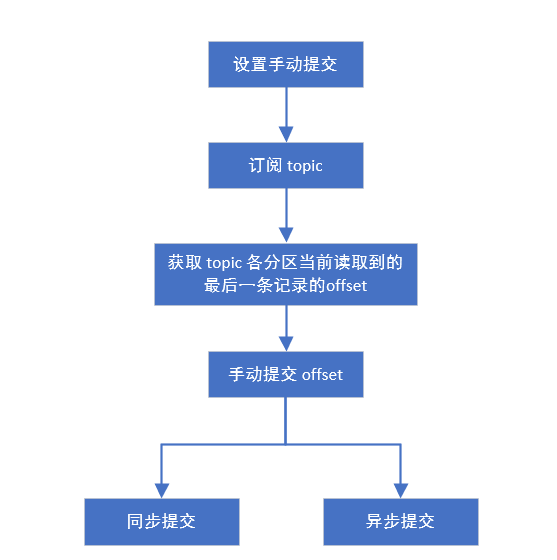 设置手动提交
订阅 topic
获取 topic 各分区当前读取到的
最后一条记录的offset
手动提交 offset
同步提交
异步提交